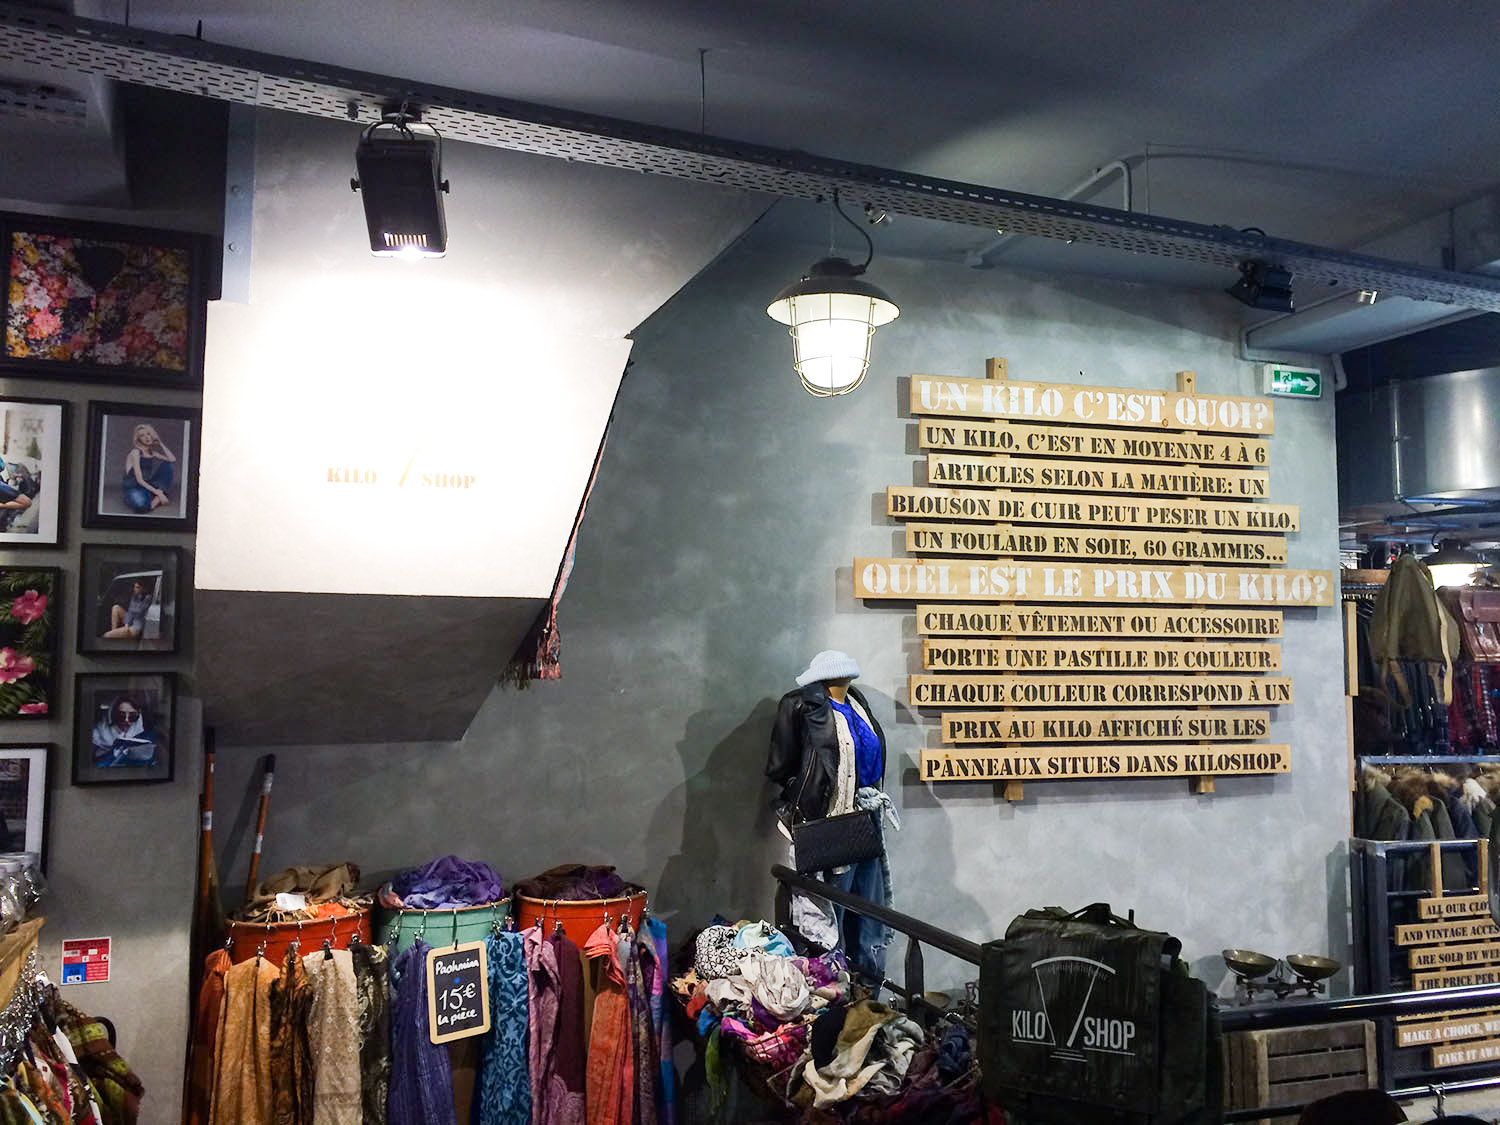 KILO SHOP
UN KILO C'EST QUOI?
UN KILO, C'EST EN MOYENNE 4 À 6
ARTICLES SELON LA MATIÈRE: UN
BLOUSON DE CUIR PEUT PESER UN KILO,
UN FOULARD EN SOIE, 60 GRAMMES...
QUEL EST LE PRIX DU KILO?
CHAQUE VÊTEMENT OU ACCESSOIRE
PORTE UNE PASTILLE DE COULEUR.
CHAQUE COULEUR CORRESPOND À UN
PRIX AU KILO AFFICHÉ SUR LES
PANNEAUX SITUES DANS KILOSHOP.
Pashmina
15€
La pièce
KILO SHOP
ALL OUR CLO
AND VINTAGE ACCES
ARE SOLD BY WEI
THE PRICE PER
MAKE A CHOICE, WE
TAKE IT AWA